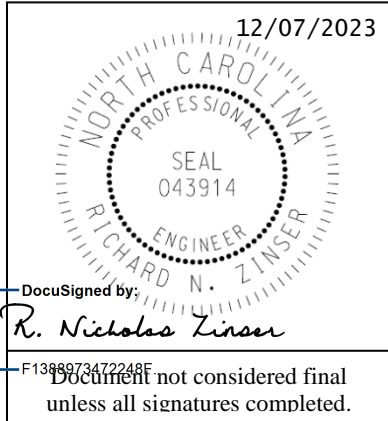 12/07/2023
NORTH CAROLINA
PROFESSIONAL
SEAL
043914
ENGINEER
RICHARD N. ZINSER
DocuSigned by:
R. Nicholas Zinser
F1388973472248F...
Document not considered final
unless all signatures completed.